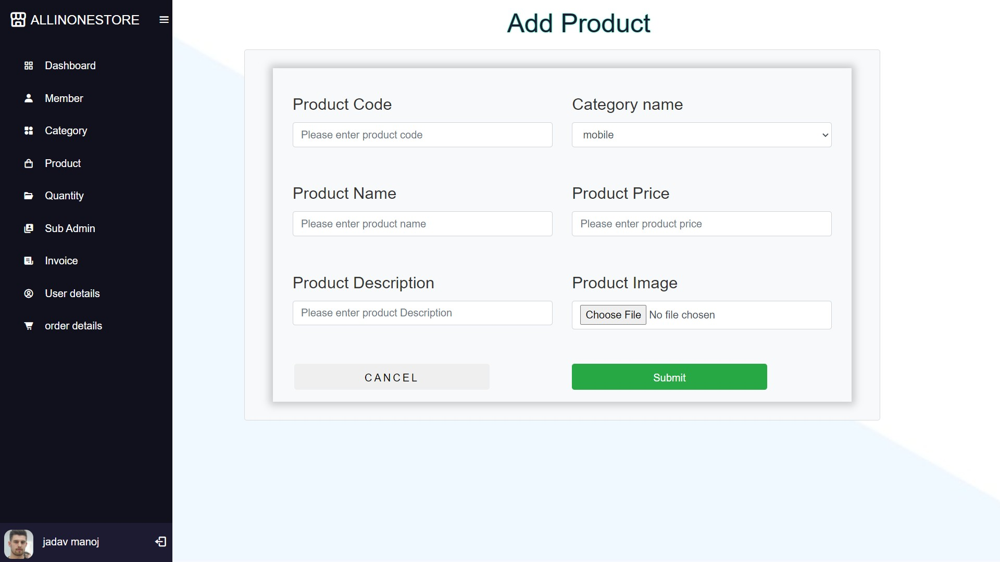 ALLINONESTORE
Dashboard
Member
Category
Product
Quantity
Sub Admin
Invoice
User details
order details
jadav manoj
Add Product
Product Code
Please enter product code
Category name
mobile
Product Name
Please enter product name
Product Price
Please enter product price
Product Description
Please enter product Description
Product Image
Choose File No file chosen
CANCEL
Submit